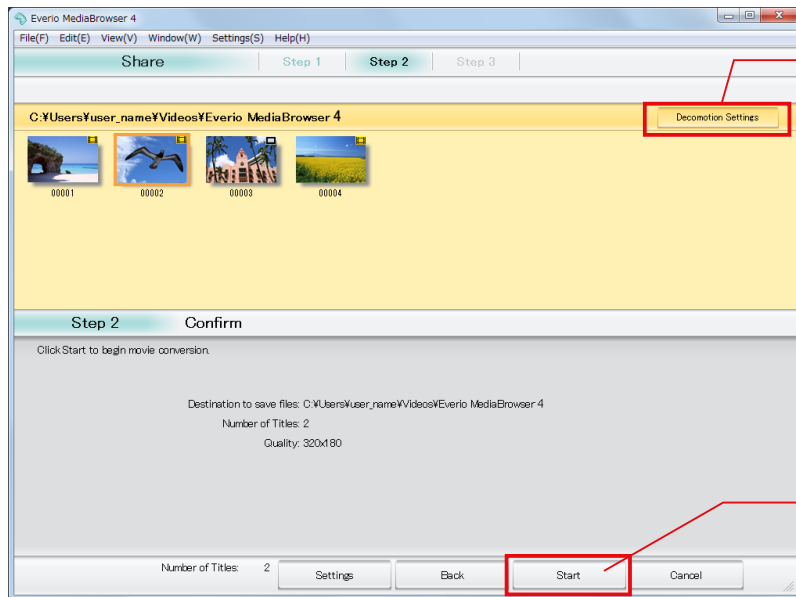 Everio MediaBrowser 4
File(F) Edit(E) View(V) Window(W) Settings(S) Help(H)
Share Step 1 Step 2 Step 3
C:¥Users¥user_name¥Videos¥Everio MediaBrowser 4 Decomotion Settings
00001 00002 00003 00004
Step 2 Confirm
Click Start to begin movie conversion.
Destination to save files: C:¥Users¥user_name¥Videos¥Everio MediaBrowser 4
Number of Titles: 2
Quality: 320x180
Number of Titles: 2 Settings Back Start Cancel